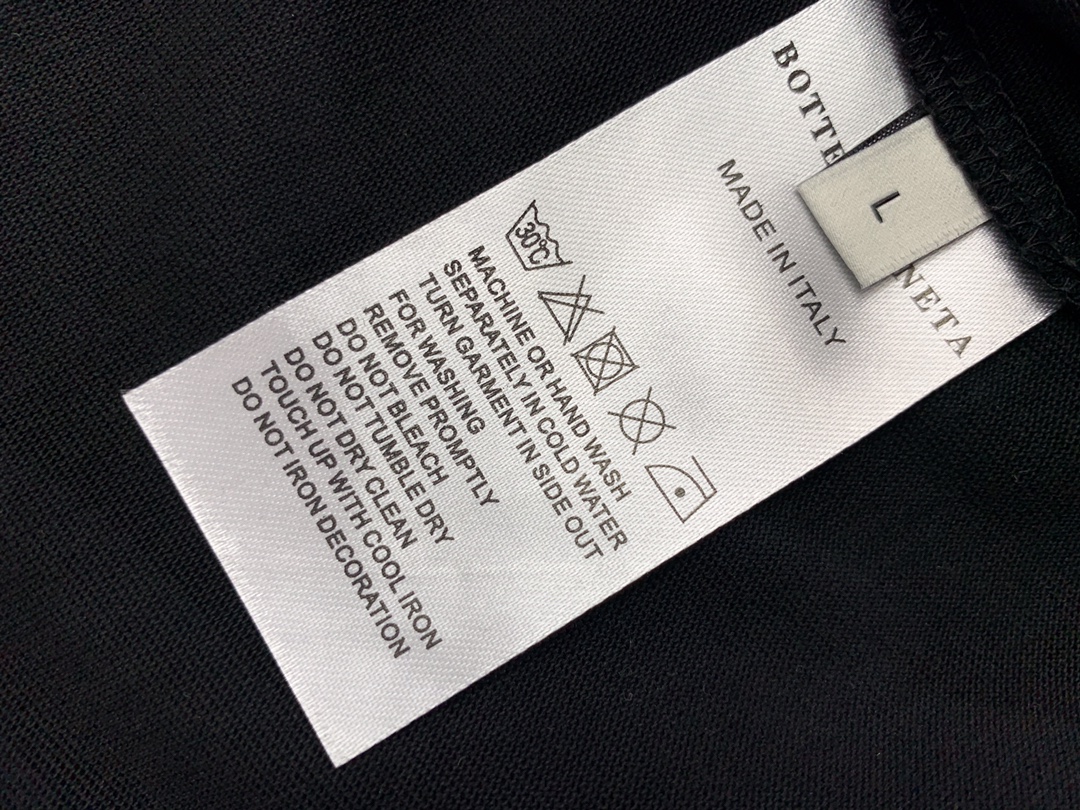 BOTTE NETA
L
MADE IN ITALY
30℃
MACHINE OR HAND WASH
SEPARATELY IN COLD WATER
TURN GARMENT IN SIDE OUT
FOR WASHING
REMOVE PROMPTLY
DO NOT BLEACH
DO NOT TUMBLE DRY
DO NOT DRY CLEAN
TOUCH UP WITH COOL IRON
DO NOT IRON DECORATION